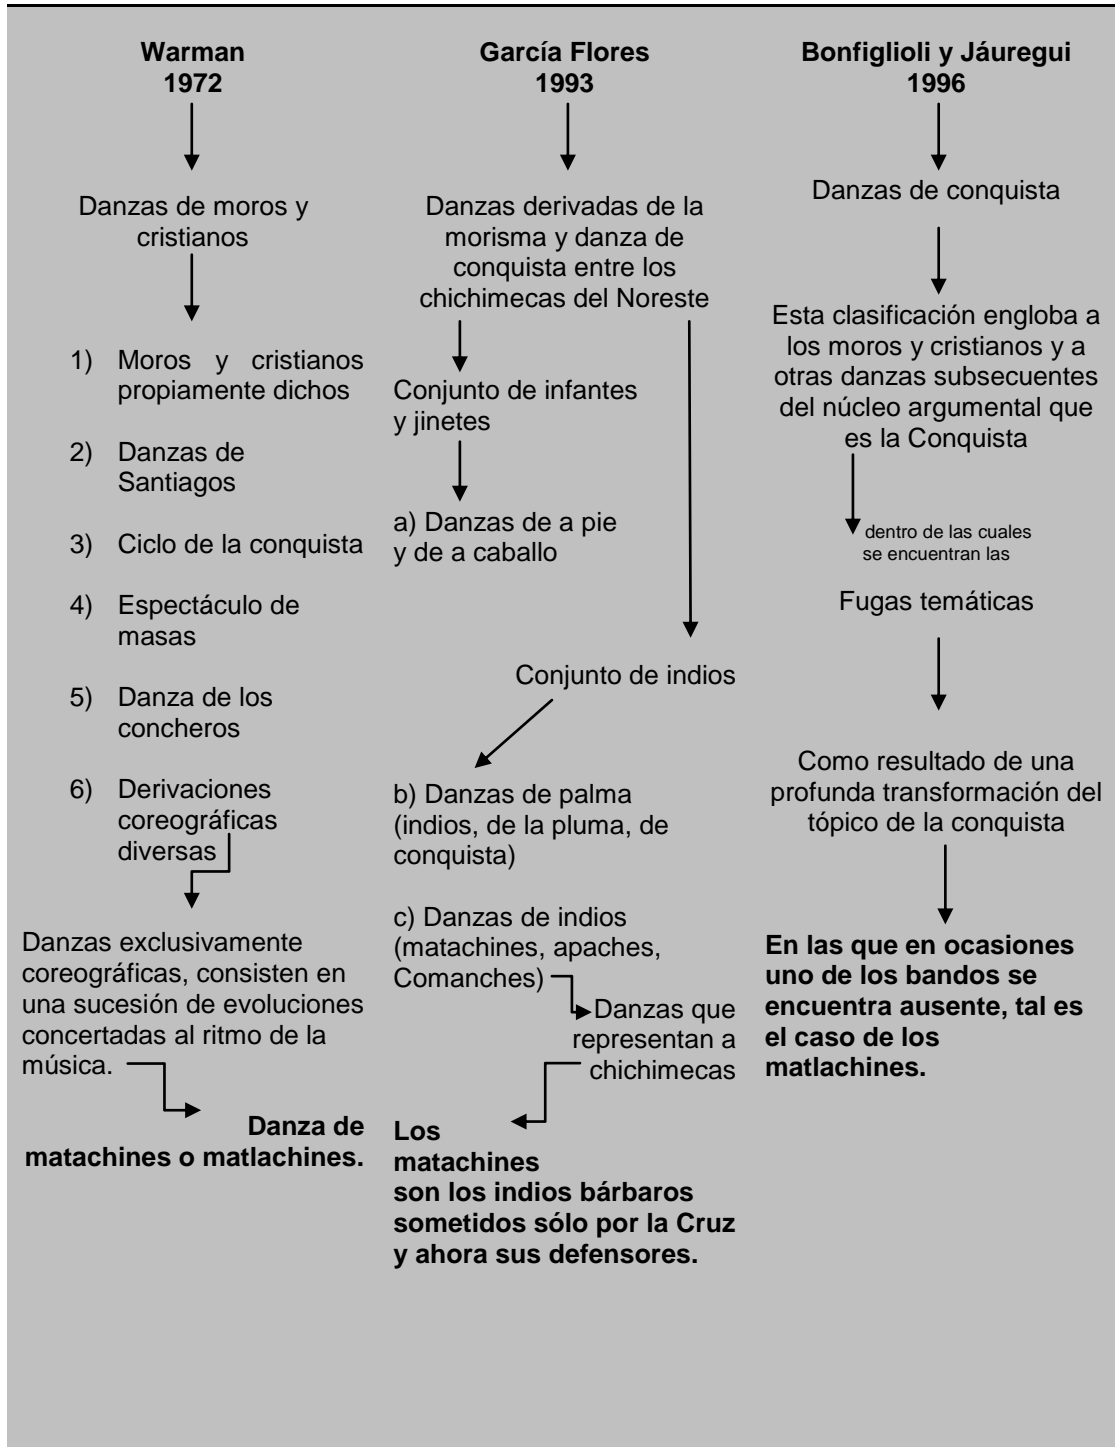 Warman
1972
Danzas de moros y
cristianos
1) Moros y cristianos
propiamente dichos
2) Danzas de
Santiagos
3) Ciclo de la conquista
4) Espectáculo de
masas
5) Danza de los
concheros
6) Derivaciones
coreográficas
diversas
Danzas exclusivamente
coreográficas, consisten en
una sucesión de evoluciones
concertadas al ritmo de la
música.
Danza de
matachines o matlachines.
García Flores
1993
Danzas derivadas de la
morisma y danza de
conquista entre los
chichimecas del Noreste
Conjunto de infantes
y jinetes
a) Danzas de a pie
y de a caballo
Conjunto de indios
b) Danzas de palma
(indios, de la pluma, de
conquista)
c) Danzas de indios
(matachines, apaches,
Comanches)
Danzas que
representan a
chichimecas
Los
matachines
son los indios bárbaros
sometidos sólo por la Cruz
y ahora sus defensores.
Bonfiglioli y Jáuregui
1996
Danzas de conquista
Esta clasificación engloba a
los moros y cristianos y a
otras danzas subsecuentes
del núcleo argumental que
es la Conquista
dentro de las cuales
se encuentran las
Fugas temáticas
Como resultado de una
profunda transformación del
tópico de la conquista
En las que en ocasiones
uno de los bandos se
encuentra ausente, tal es
el caso de los
matlachines.